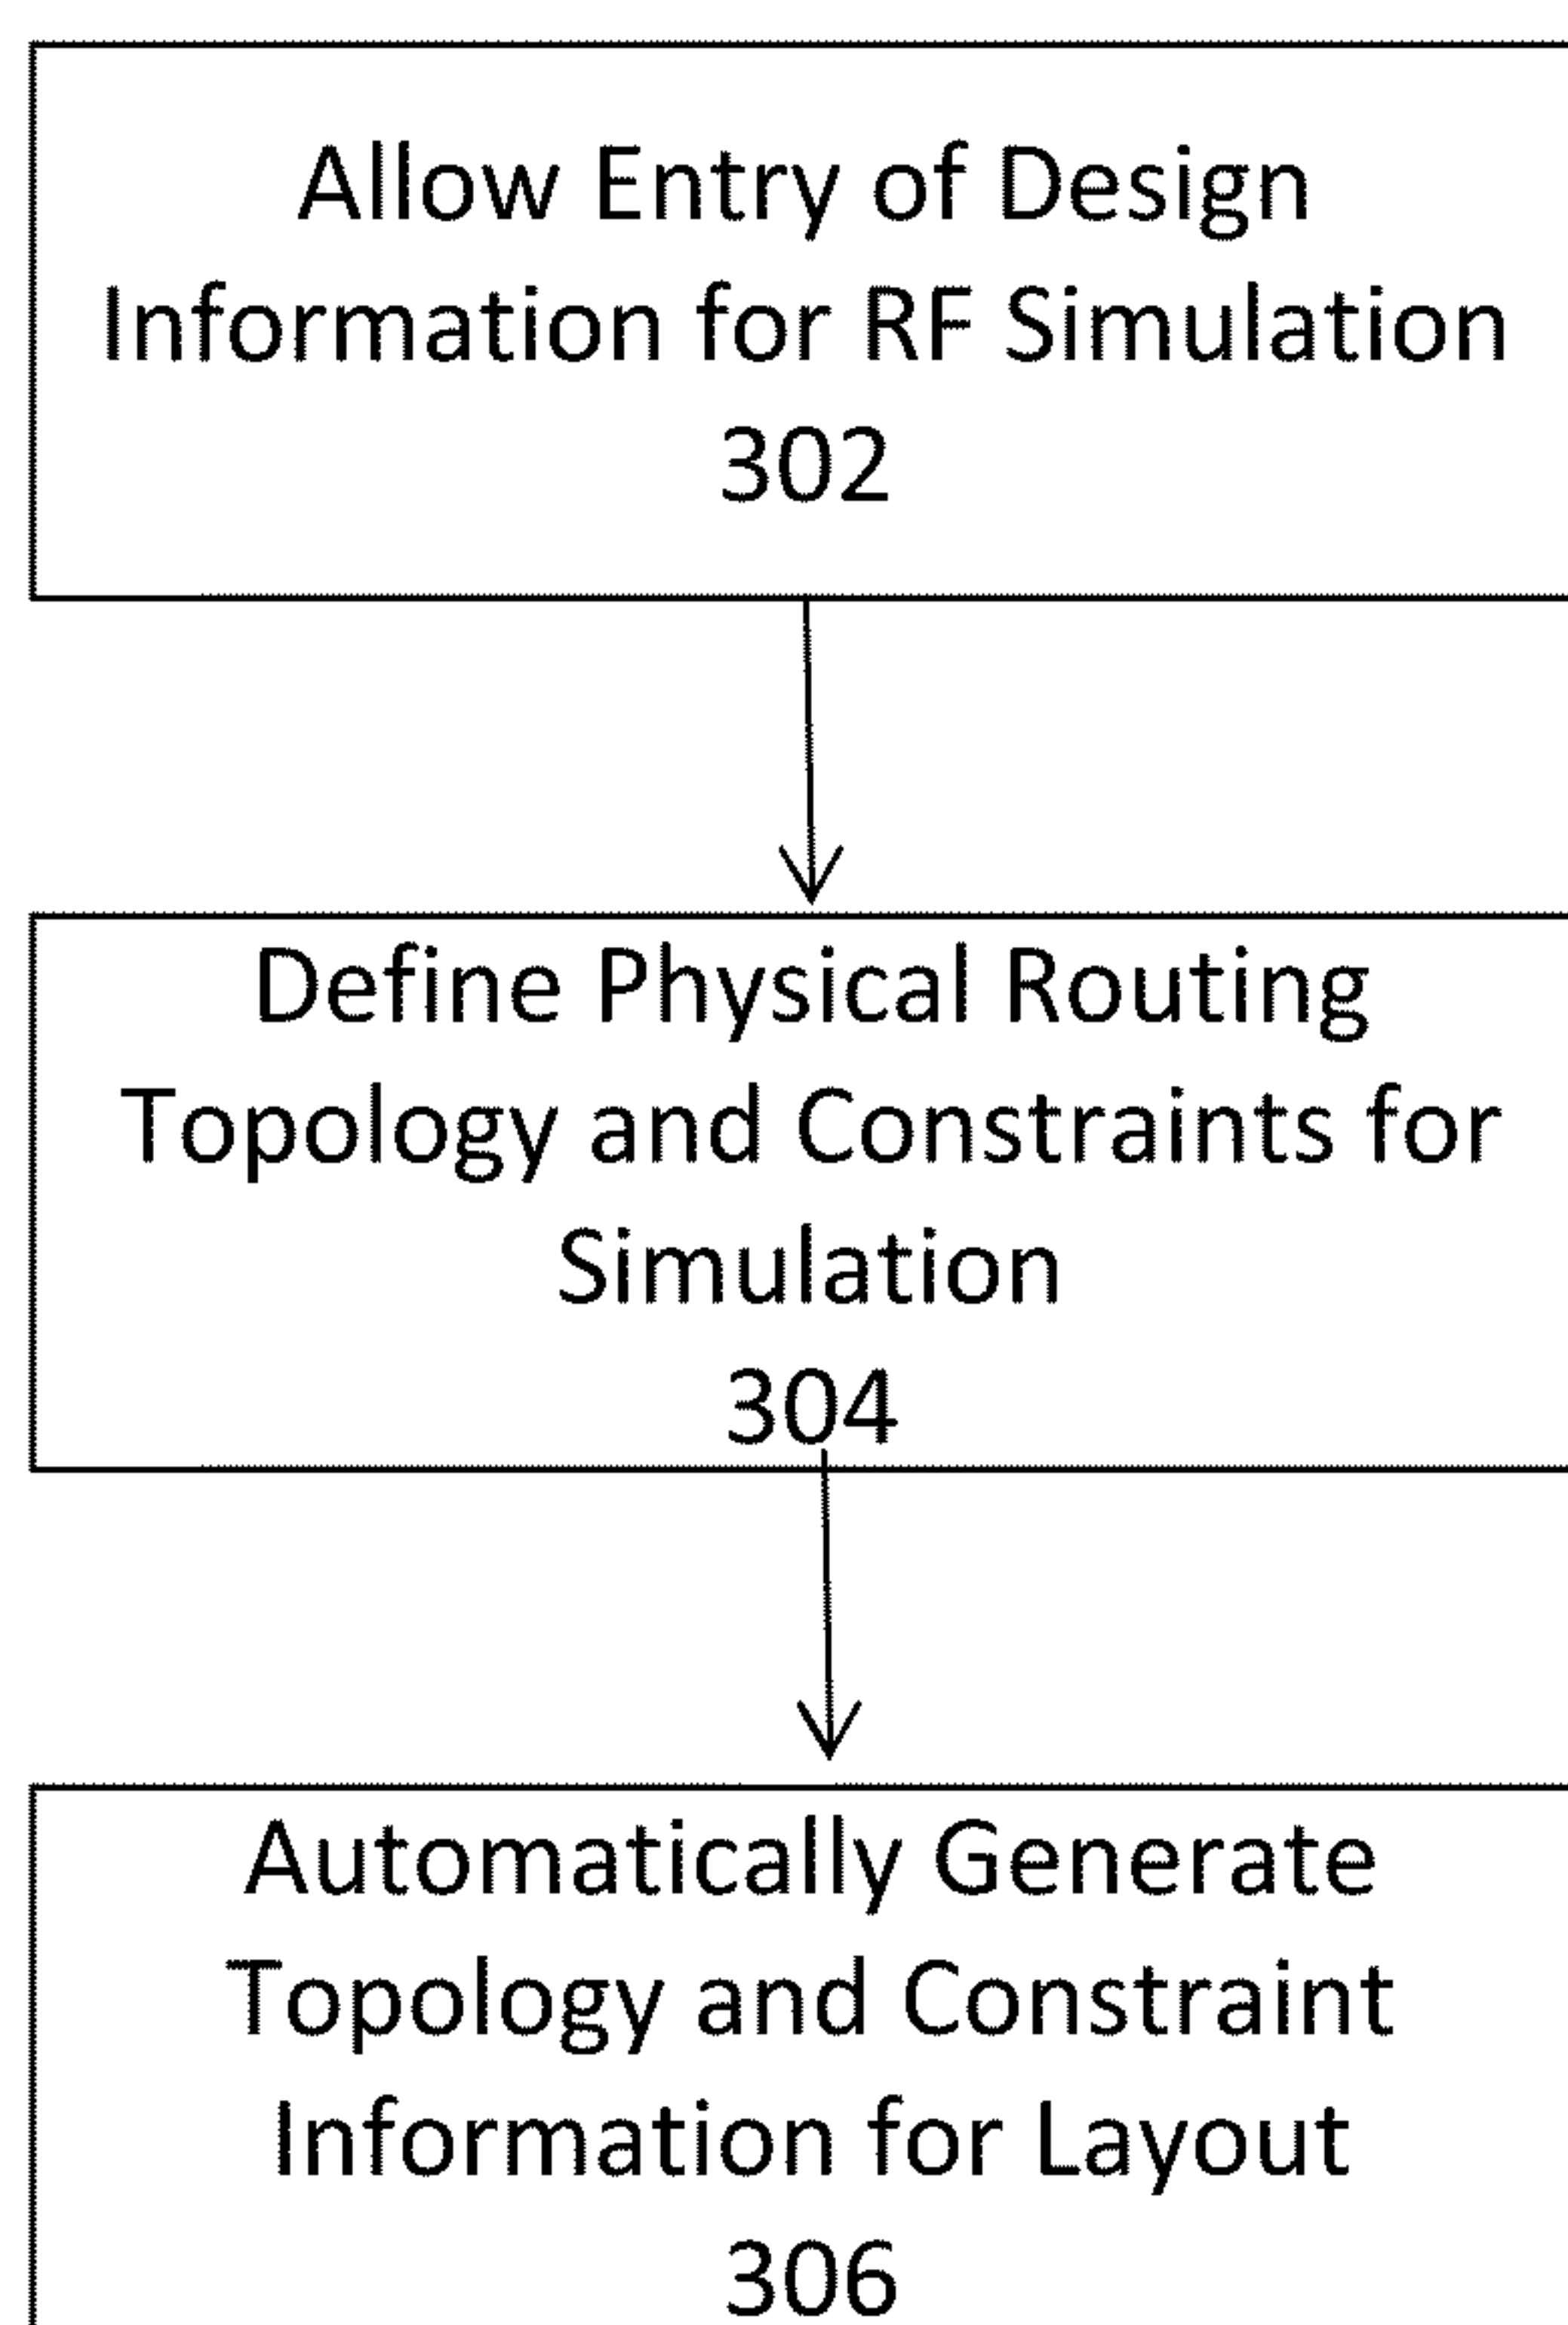 Allow Entry of Design
Information for RF Simulation
302
Define Physical Routing
Topology and Constraints for
Simulation
304
Automatically Generate
Topology and Constraint
Information for Layout
306